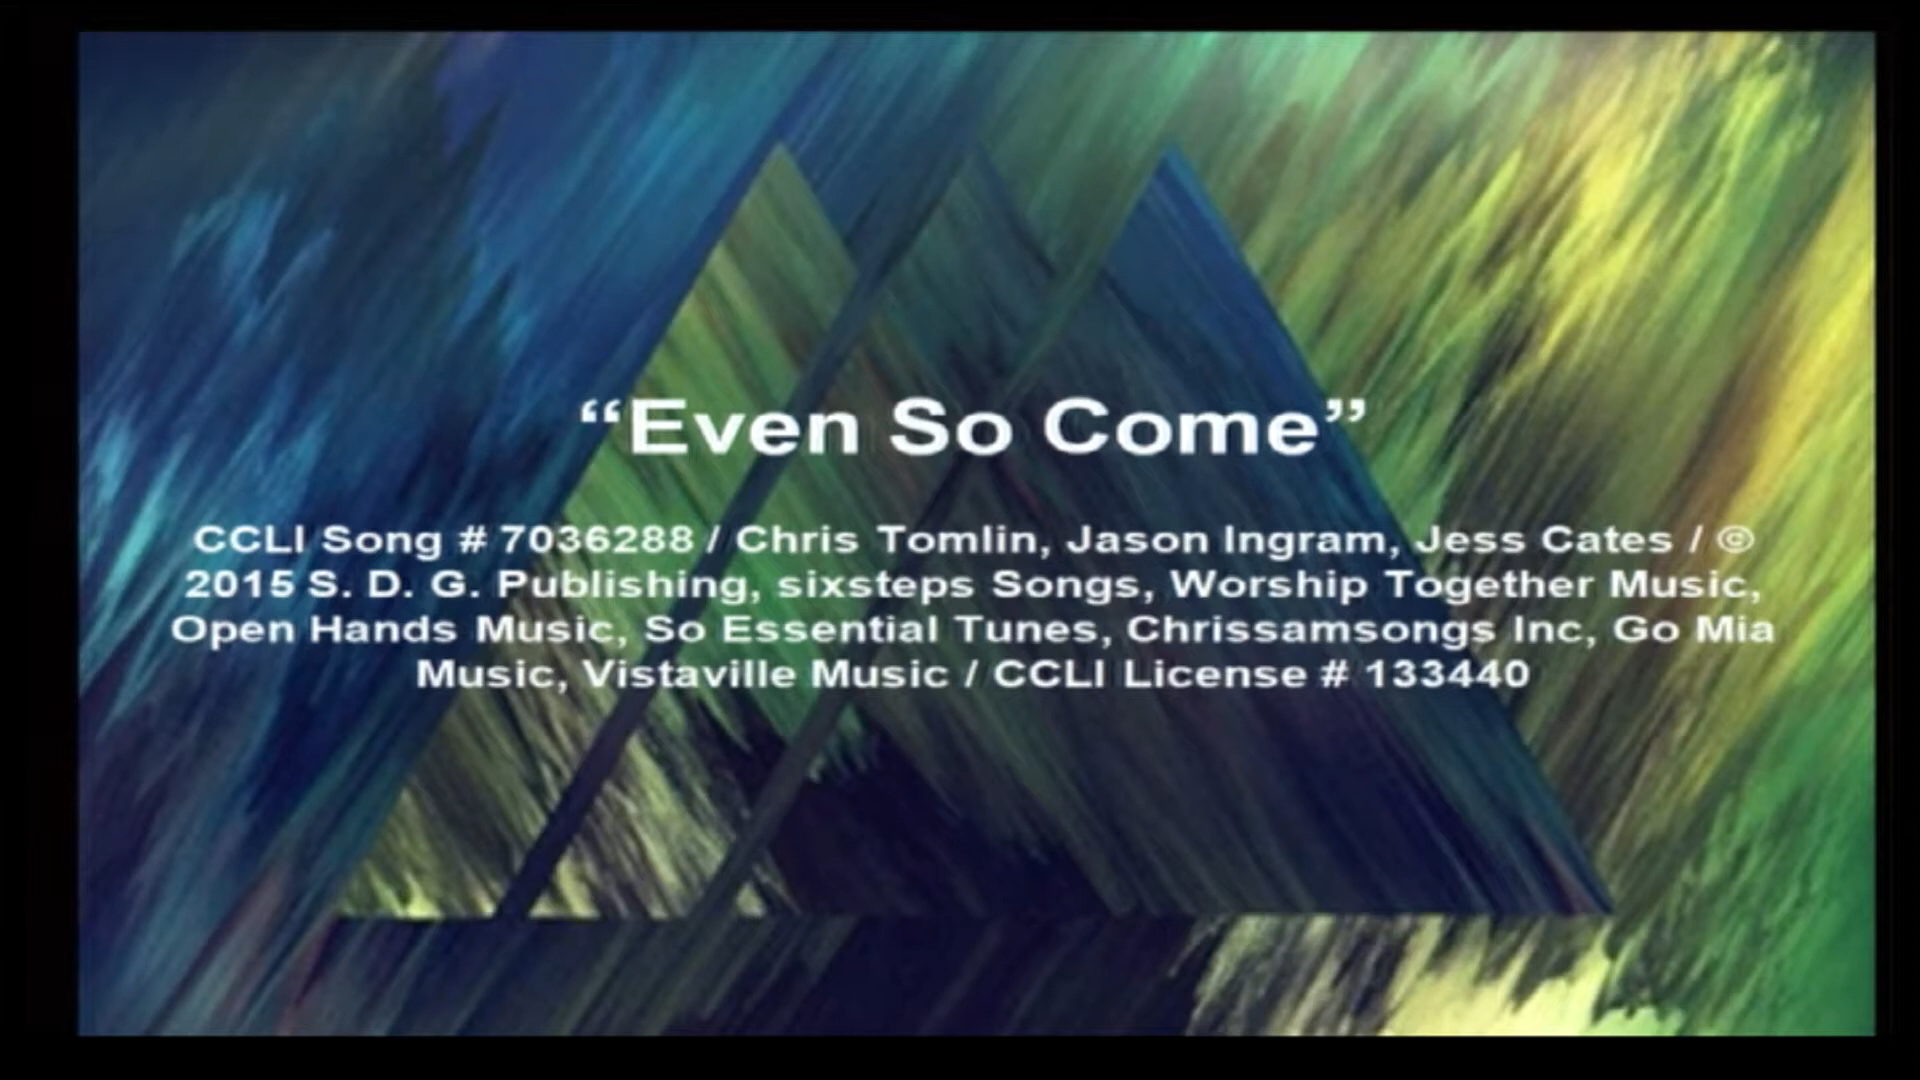 “Even So Come”
CCLI Song # 7036288 / Chris Tomlin, Jason Ingram, Jess Cates / ©
2015 S. D. G. Publishing, sixsteps Songs, Worship Together Music,
Open Hands Music, So Essential Tunes, Chrissamsongs Inc, Go Mia
Music, Vistaville Music / CCLI License # 133440